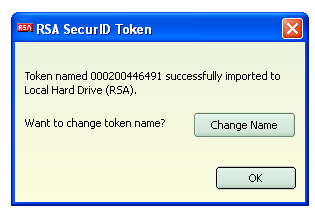 RSA RSA SecurID Token
Token named 000200446491 successfully imported to
Local Hard Drive (RSA).
Want to change token name?
Change Name
OK